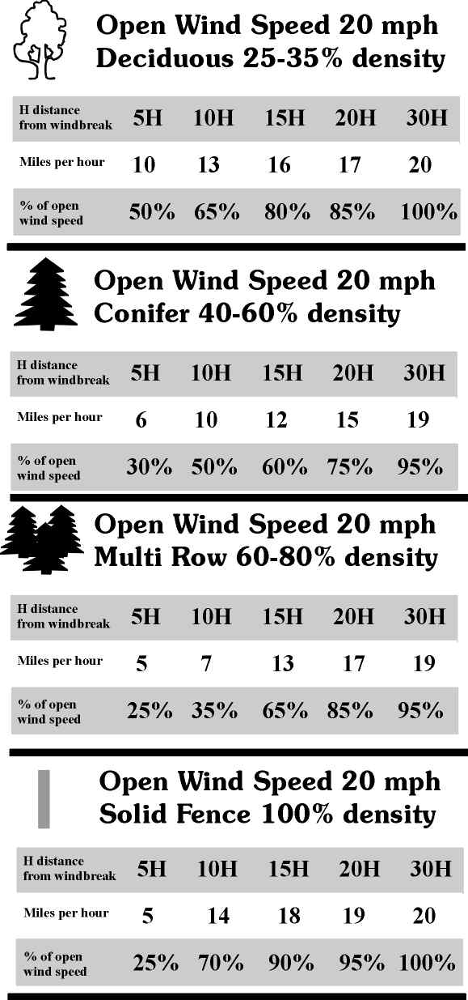 Open Wind Speed 20 mph
Deciduous 25-35% density
H distance
from windbreak 5H 10H 15H 20H 30H
Miles per hour 10 13 16 17 20
% of open
wind speed 50% 65% 80% 85% 100%
Open Wind Speed 20 mph
Conifer 40-60% density
H distance
from windbreak 5H 10H 15H 20H 30H
Miles per hour 6 10 12 15 19
% of open
wind speed 30% 50% 60% 75% 95%
Open Wind Speed 20 mph
Multi Row 60-80% density
H distance
from windbreak 5H 10H 15H 20H 30H
Miles per hour 5 7 13 17 19
% of open
wind speed 25% 35% 65% 85% 95%
Open Wind Speed 20 mph
Solid Fence 100% density
H distance
from windbreak 5H 10H 15H 20H 30H
Miles per hour 5 14 18 19 20
% of open
wind speed 25% 70% 90% 95% 100%